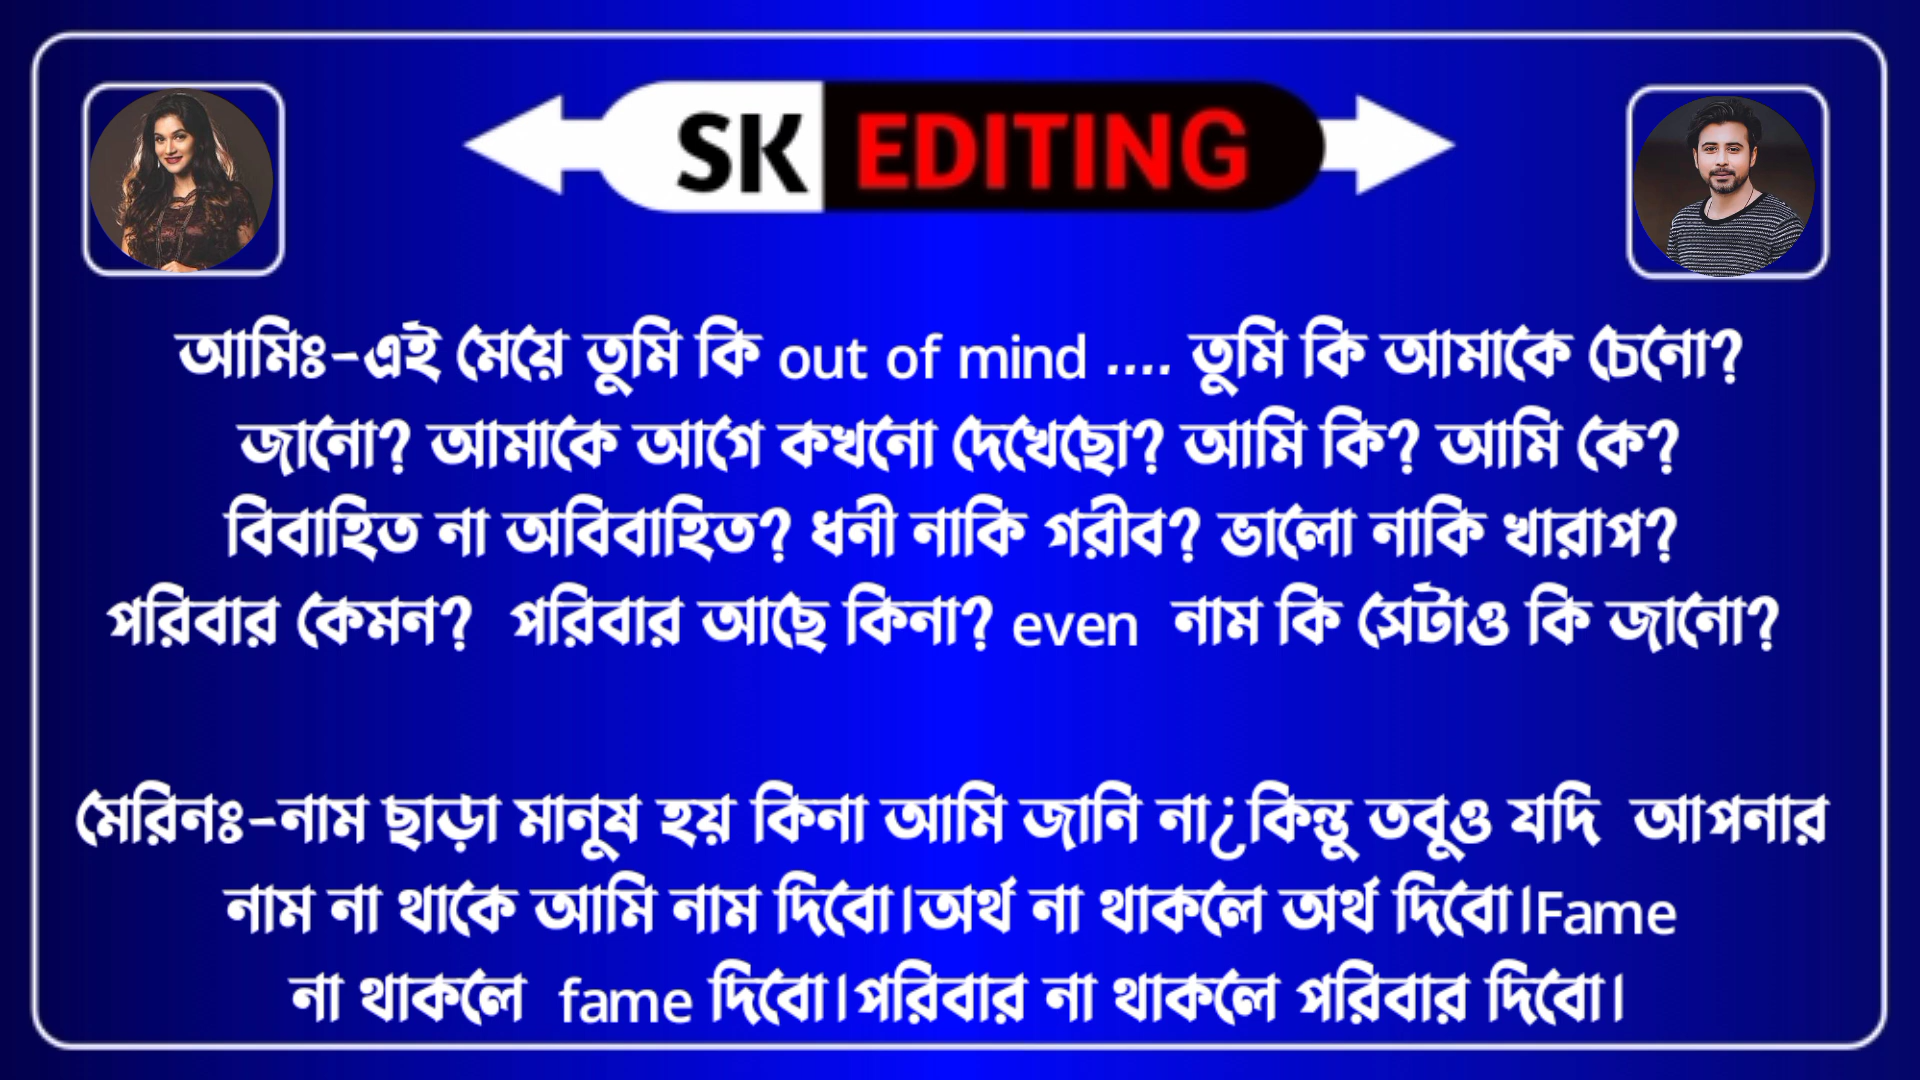 SK EDITING
আমিঃ-এই মেয়ে তুমি কি out of mind .... তুমি কি আমাকে চেনো?
জানো? আমাকে আগে কখনো দেখেছো? আমি কি? আমি কে?
বিবাহিত না অবিবাহিত? ধনী নাকি গরীব? ভালো নাকি খারাপ?
পরিবার কেমন? পরিবার আছে কিনা? even নাম কি সেটাও কি জানো?
মেরিনঃ-নাম ছাড়া মানুষ হয় কিনা আমি জানি না¿কিন্তু তবুও যদি আপনার
নাম না থাকে আমি নাম দিবো।অর্থ না থাকলে অর্থ দিবো।Fame
না থাকলে fame দিবো।পরিবার না থাকলে পরিবার দিবো।